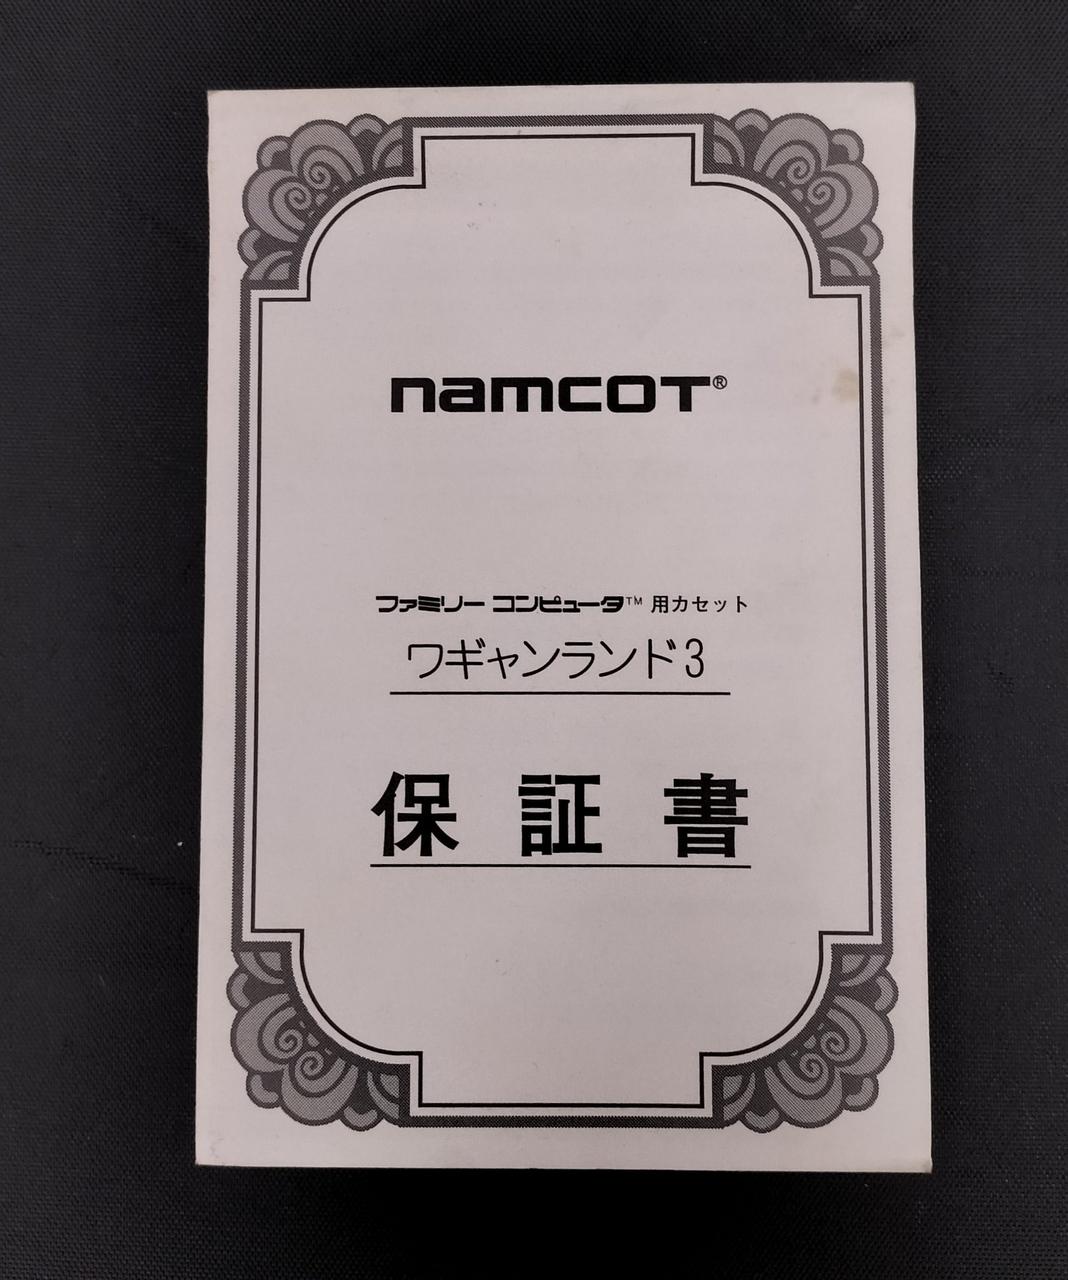 namcot®
ファミリー コンピュータ™ 用カセット
ワギャンランド3
保証書